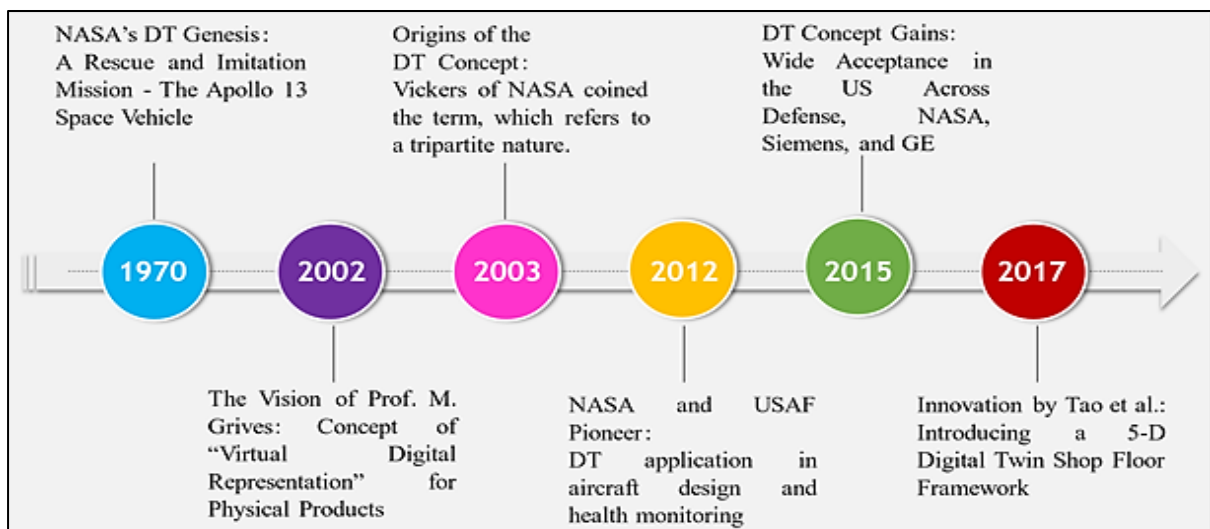 NASA's DT Genesis:
A Rescue and Imitation
Mission - The Apollo 13
Space Vehicle
Origins of the
DT Concept:
Vickers of NASA coined
the term, which refers to
a tripartite nature.
DT Concept Gains:
Wide Acceptance in
the US Across
Defense, NASA,
Siemens, and GE
1970
2002
2003
2012
2015
2017
The Vision of Prof. M.
Grives: Concept of
“Virtual Digital
Representation” for
Physical Products
NASA and USAF
Pioneer:
DT application in
aircraft design and
health monitoring
Innovation by Tao et al.:
Introducing a 5-D
Digital Twin Shop Floor
Framework